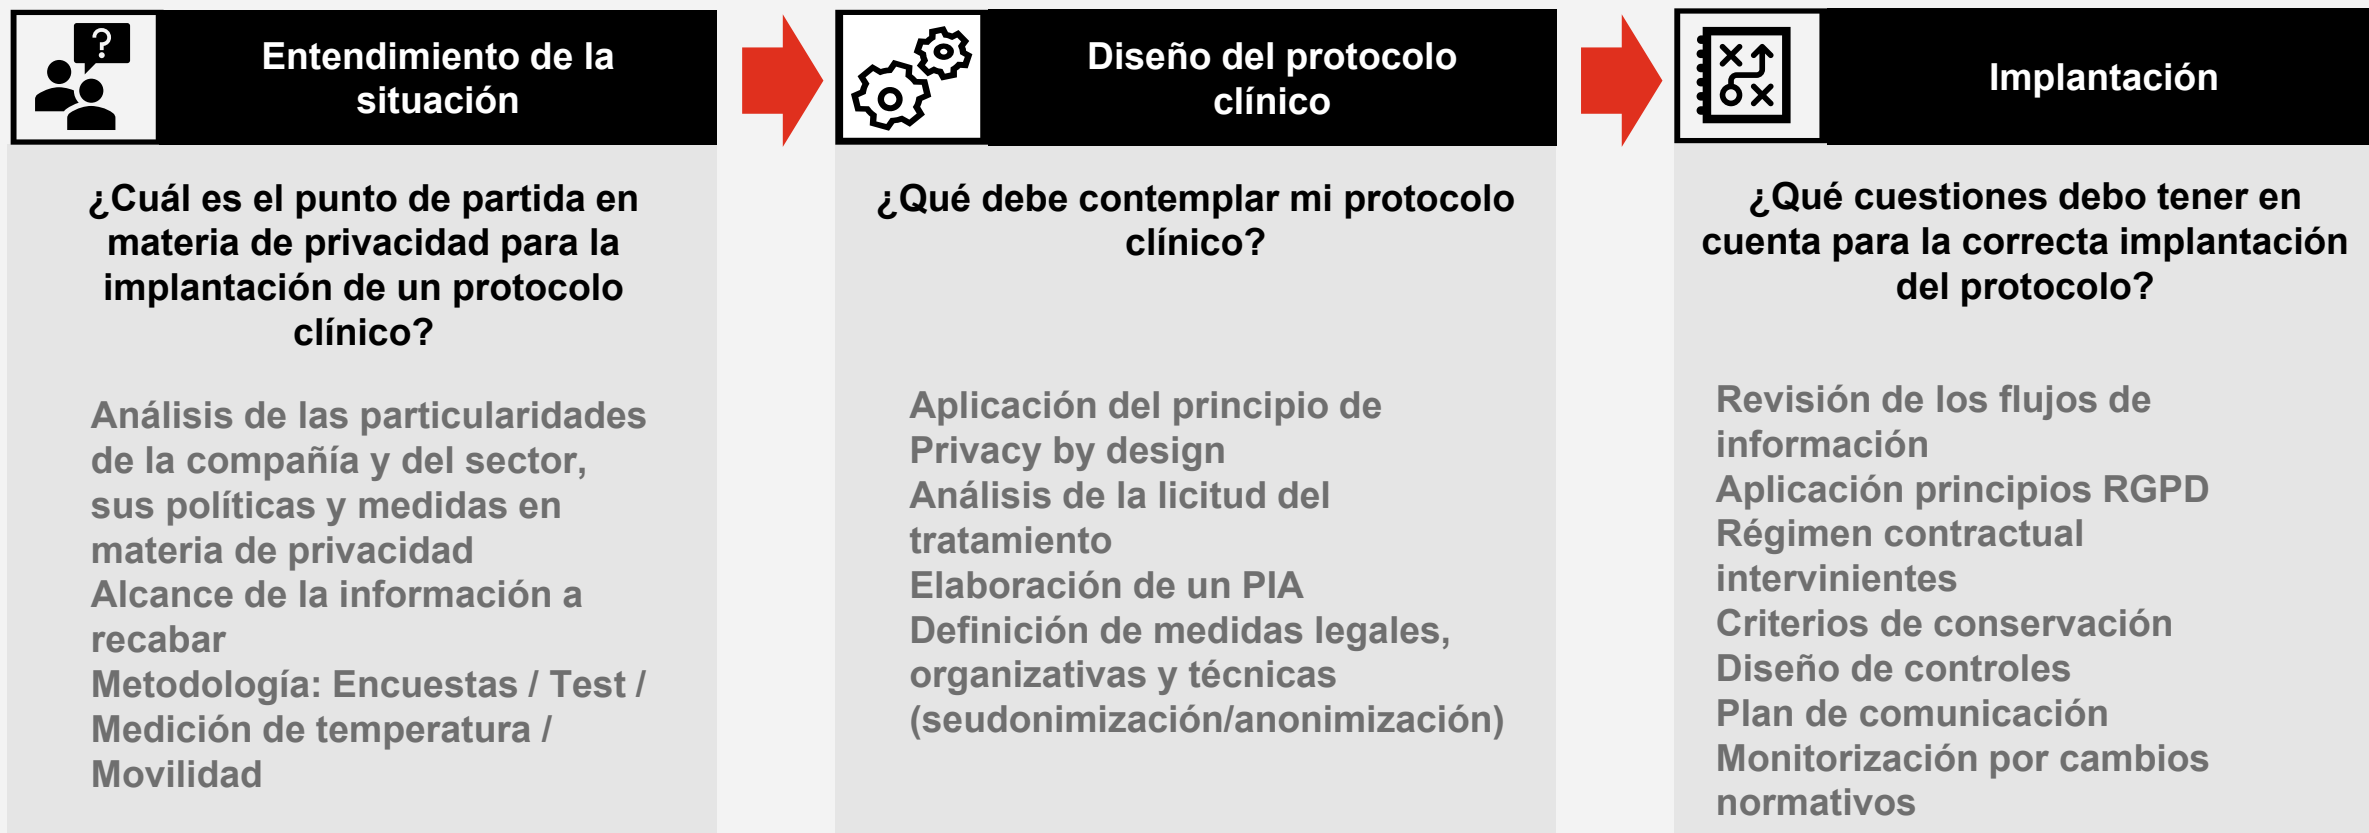 ?
Entendimiento de la
situación
¿Cuál es el punto de partida en
materia de privacidad para la
implantación de un protocolo
clínico?
Análisis de las particularidades
de la compañía y del sector,
sus políticas y medidas en
materia de privacidad
Alcance de la información a
recabar
Metodología: Encuestas / Test /
Medición de temperatura /
Movilidad
Diseño del protocolo
clínico
¿Qué debe contemplar mi protocolo
clínico?
Aplicación del principio de
Privacy by design
Análisis de la licitud del
tratamiento
Elaboración de un PIA
Definición de medidas legales,
organizativas y técnicas
(seudonimización/anonimización)
Implantación
¿Qué cuestiones debo tener en
cuenta para la correcta implantación
del protocolo?
Revisión de los flujos de
información
Aplicación principios RGPD
Régimen contractual
intervinientes
Criterios de conservación
Diseño de controles
Plan de comunicación
Monitorización por cambios
normativos